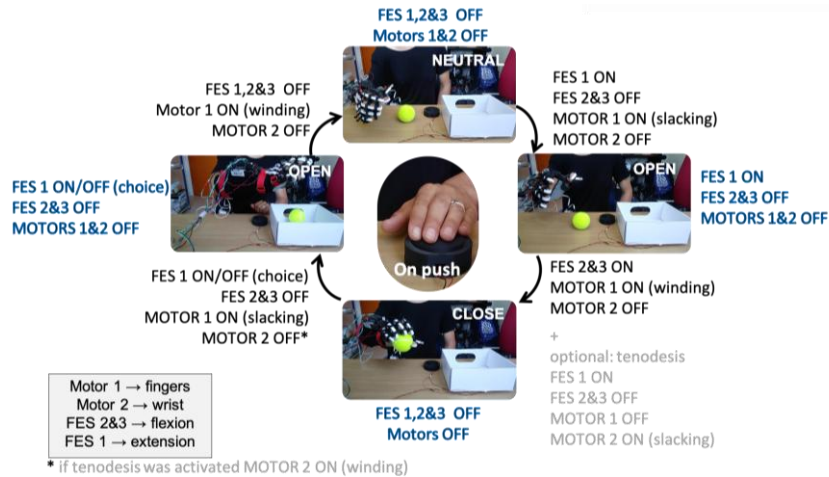 FES 1,2&3 OFF
Motors 1&2 OFF
NEUTRAL
FES 1 ON
FES 2&3 OFF
MOTOR 1 ON (slacking)
MOTOR 2 OFF
OPEN
FES 1 ON
FES 2&3 OFF
MOTORS 1&2 OFF
FES 2&3 ON
MOTOR 1 ON (winding)
MOTOR 2 OFF
+
optional: tenodesis
FES 1 ON
FES 2&3 OFF
MOTOR 1 OFF
MOTOR 2 ON (slacking)
CLOSE
FES 1,2&3 OFF
Motors OFF
FES 1 ON/OFF (choice)
FES 2&3 OFF
MOTOR 1 ON (slacking)
MOTOR 2 OFF*
OPEN
FES 1 ON/OFF (choice)
FES 2&3 OFF
MOTORS 1&2 OFF
FES 1,2&3 OFF
Motor 1 ON (winding)
MOTOR 2 OFF
On push
Motor 1 → fingers
Motor 2 → wrist
FES 2&3 → flexion
FES 1 → extension
* if tenodesis was activated MOTOR 2 ON (winding)